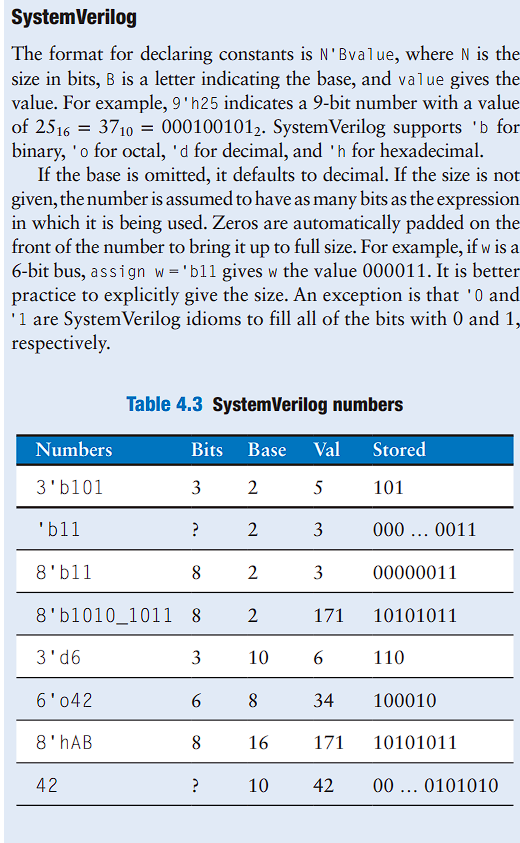 SystemVerilog
The format for declaring constants is N'Bvalue, where N is the
size in bits, B is a letter indicating the base, and value gives the
value. For example, 9'h25 indicates a 9-bit number with a value
of 25₁₆ = 37₁₀ = 000100101₂. SystemVerilog supports 'b for
binary, 'o for octal, 'd for decimal, and 'h for hexadecimal.
If the base is omitted, it defaults to decimal. If the size is not
given, the number is assumed to have as many bits as the expression
in which it is being used. Zeros are automatically padded on the
front of the number to bring it up to full size. For example, if w is a
6-bit bus, assign w = 'b11 gives w the value 000011. It is better
practice to explicitly give the size. An exception is that '0 and
'1 are SystemVerilog idioms to fill all of the bits with 0 and 1,
respectively.
Table 4.3 SystemVerilog numbers
Numbers Bits Base Val Stored
3'b101 3 2 5 101
'b11 ? 2 3 000 ... 0011
8'b11 8 2 3 00000011
8'b1010_1011 8 2 171 10101011
3'd6 3 10 6 110
6'o42 6 8 34 100010
8'hAB 8 16 171 10101011
42 ? 10 42 00 ... 0101010